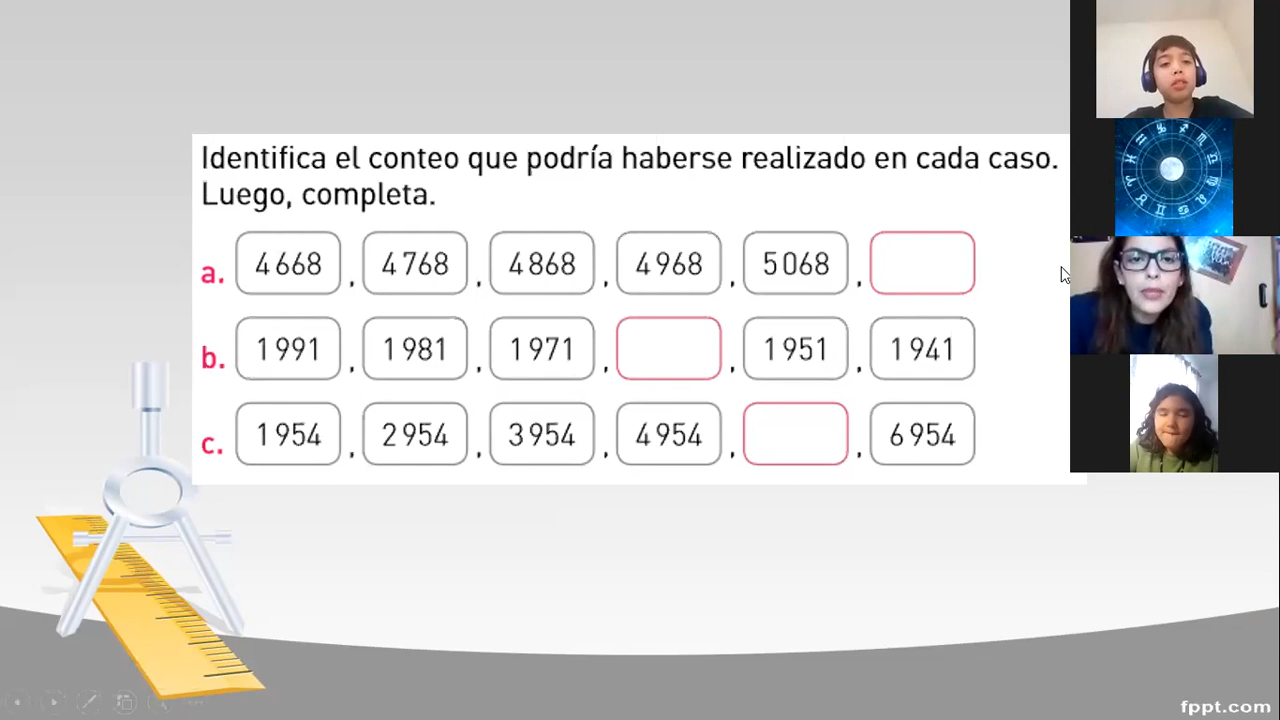 Identifica el conteo que podría haberse realizado en cada caso.
Luego, completa.
a. 4 668 , 4 768 , 4 868 , 4 968 , 5 068 ,
b. 1 991 , 1 981 , 1 971 , , 1 951 , 1 941
c. 1 954 , 2 954 , 3 954 , 4 954 , , 6 954
fppt.com